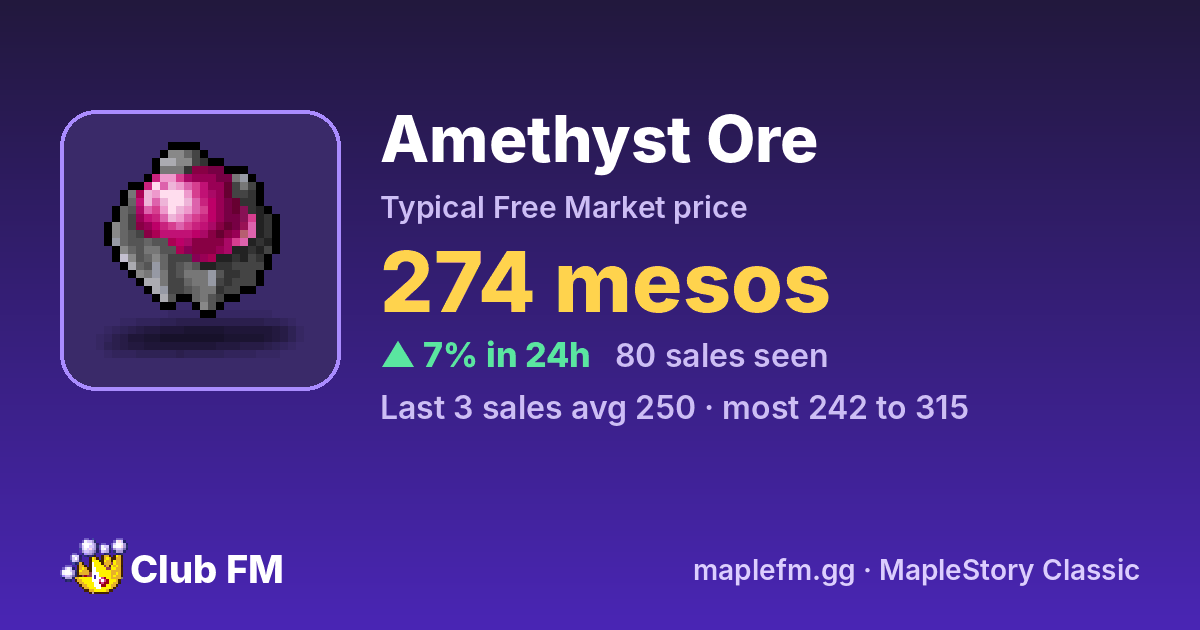 Amethyst Ore
Typical Free Market price
274 mesos
▲ 7% in 24h 80 sales seen
Last 3 sales avg 250 · most 242 to 315
Club FM
maplefm.gg · MapleStory Classic